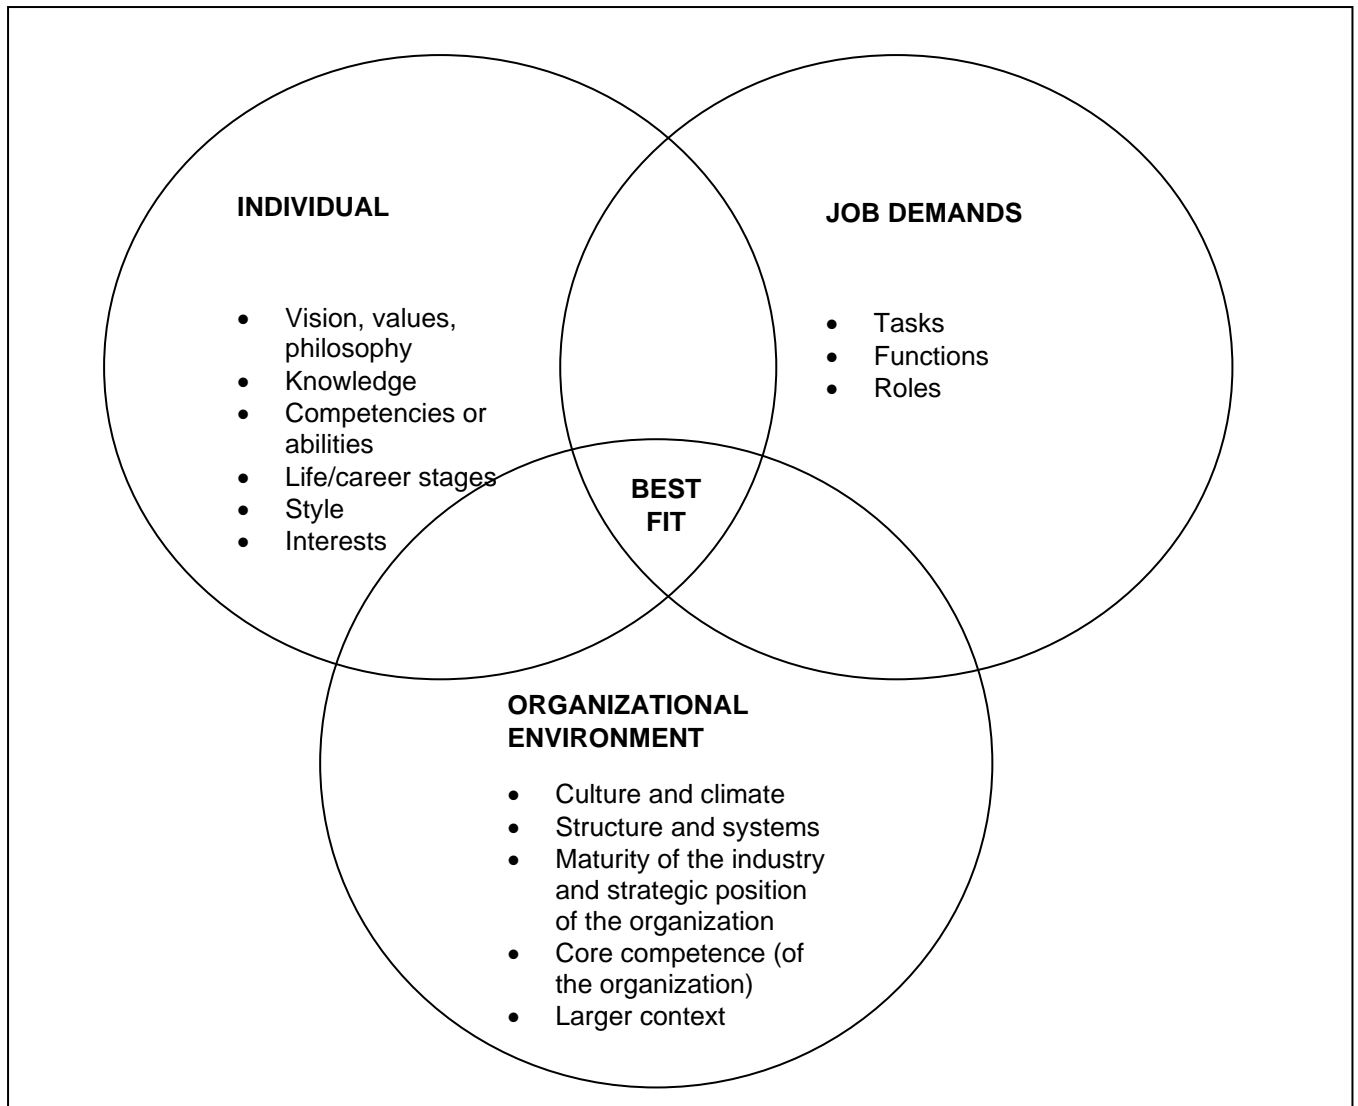 INDIVIDUAL
• Vision, values,
philosophy
• Knowledge
• Competencies or
abilities
• Life/career stages
• Style
• Interests
JOB DEMANDS
• Tasks
• Functions
• Roles
BEST
FIT
ORGANIZATIONAL
ENVIRONMENT
• Culture and climate
• Structure and systems
• Maturity of the industry
and strategic position
of the organization
• Core competence (of
the organization)
• Larger context